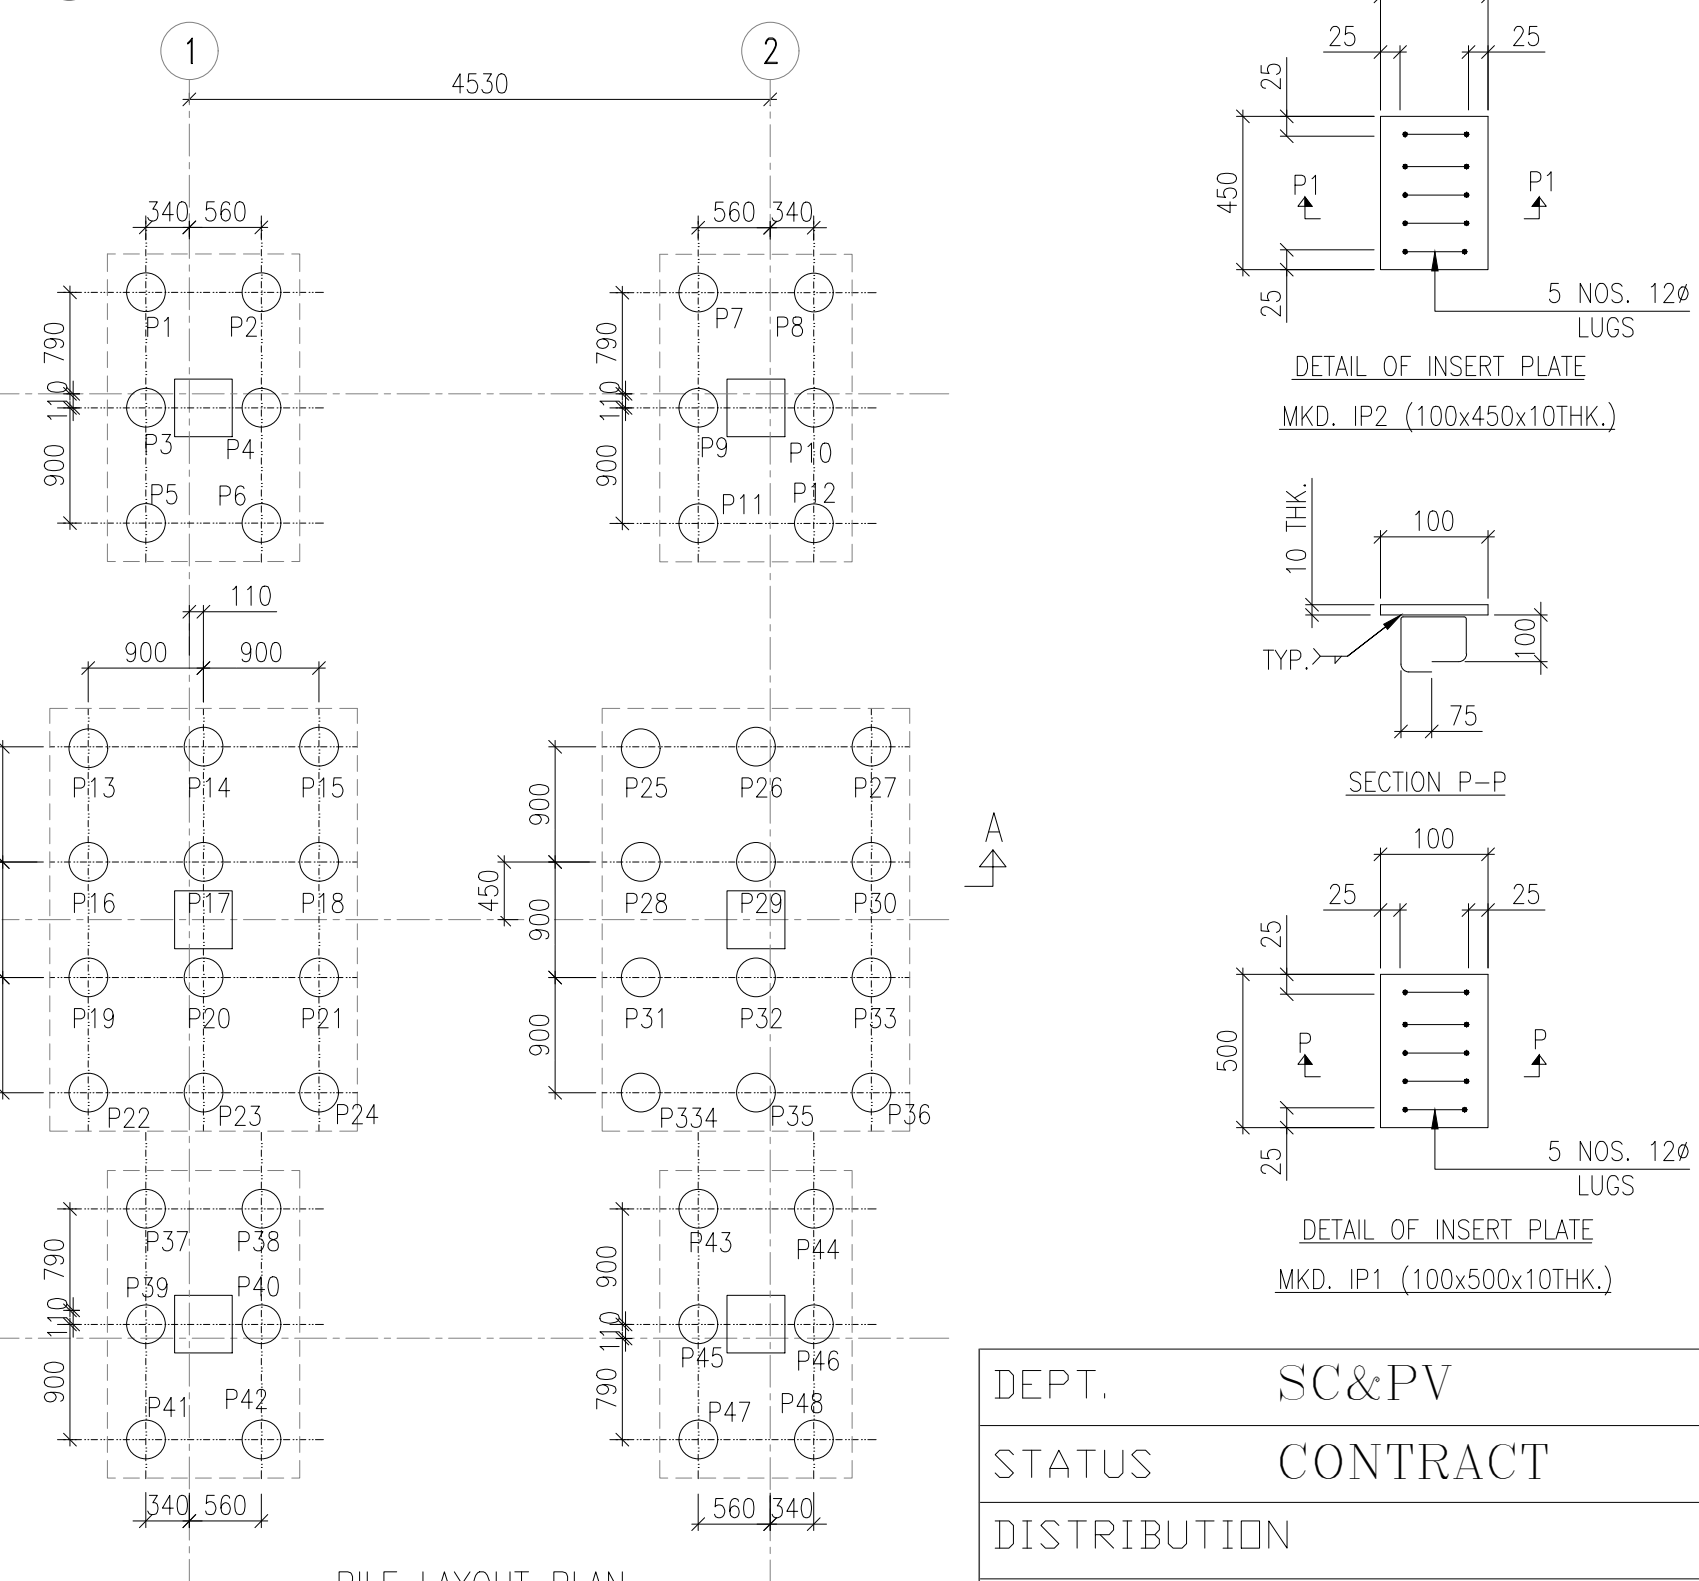 1
2
4530
340 560
560 340
790
110
900
790
110
900
P1 P2
P3 P4
P5 P6
P7 P8
P9 P10
P11 P12
110
900 900
P13 P14 P15
P16 P17 P18
P19 P20 P21
P22 P23 P24
900
450
900
900
P25 P26 P27
P28 P29 P30
P31 P32 P33
P334 P35 P36
A
790
110
900
P37 P38
P39 P40
P41 P42
900
110
790
P43 P44
P45 P46
P47 P48
340 560
560 340
PILE LAYOUT PLAN
25 25
25
450
25
P1 P1
5 NOS. 12ø
LUGS
DETAIL OF INSERT PLATE
MKD. IP2 (100x450x10THK.)
10 THK.
100
100
TYP.
75
SECTION P-P
100
25 25
25
500
25
P P
5 NOS. 12ø
LUGS
DETAIL OF INSERT PLATE
MKD. IP1 (100x500x10THK.)
DEPT. SC&PV
STATUS CONTRACT
DISTRIBUTION